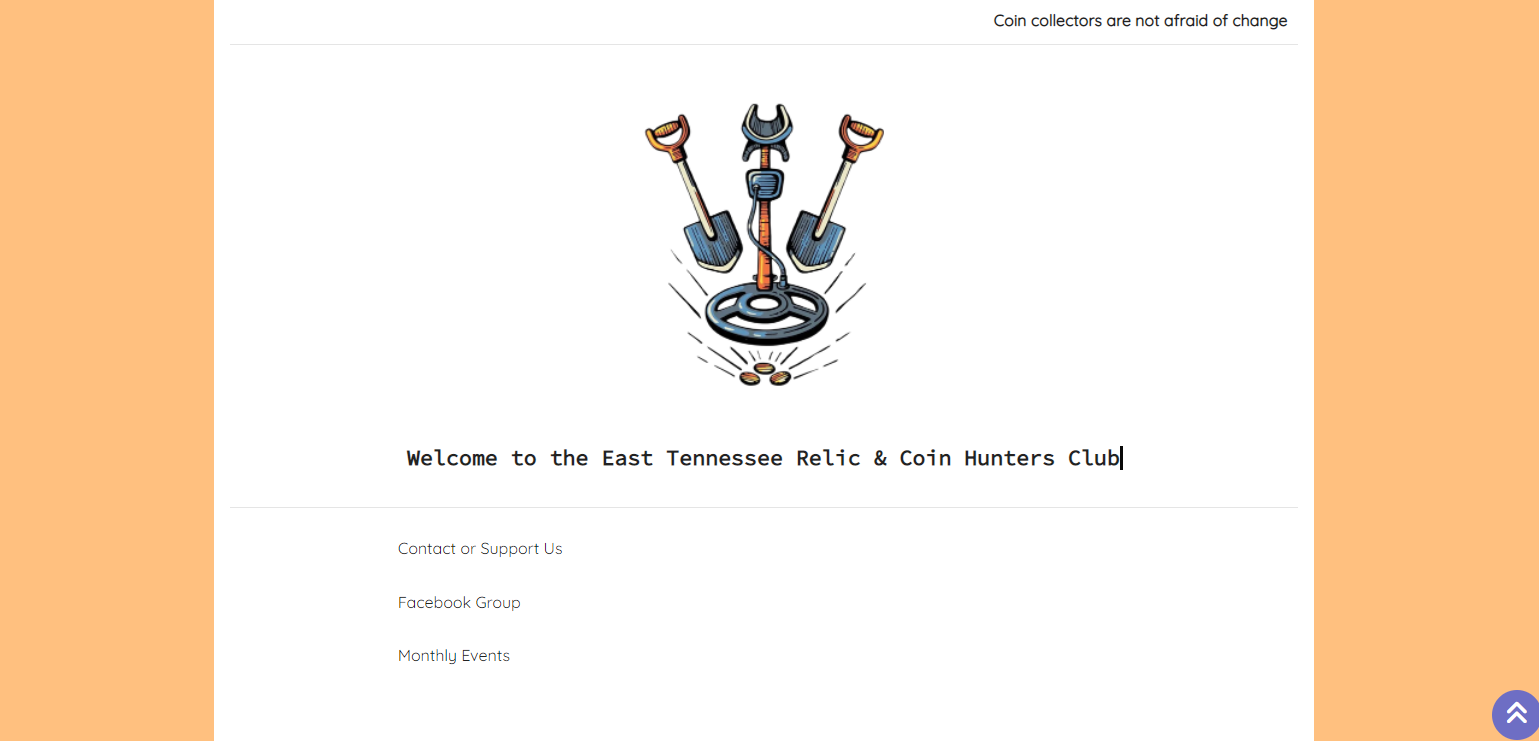 Coin collectors are not afraid of change
Welcome to the East Tennessee Relic & Coin Hunters Club
Contact or Support Us
Facebook Group
Monthly Events